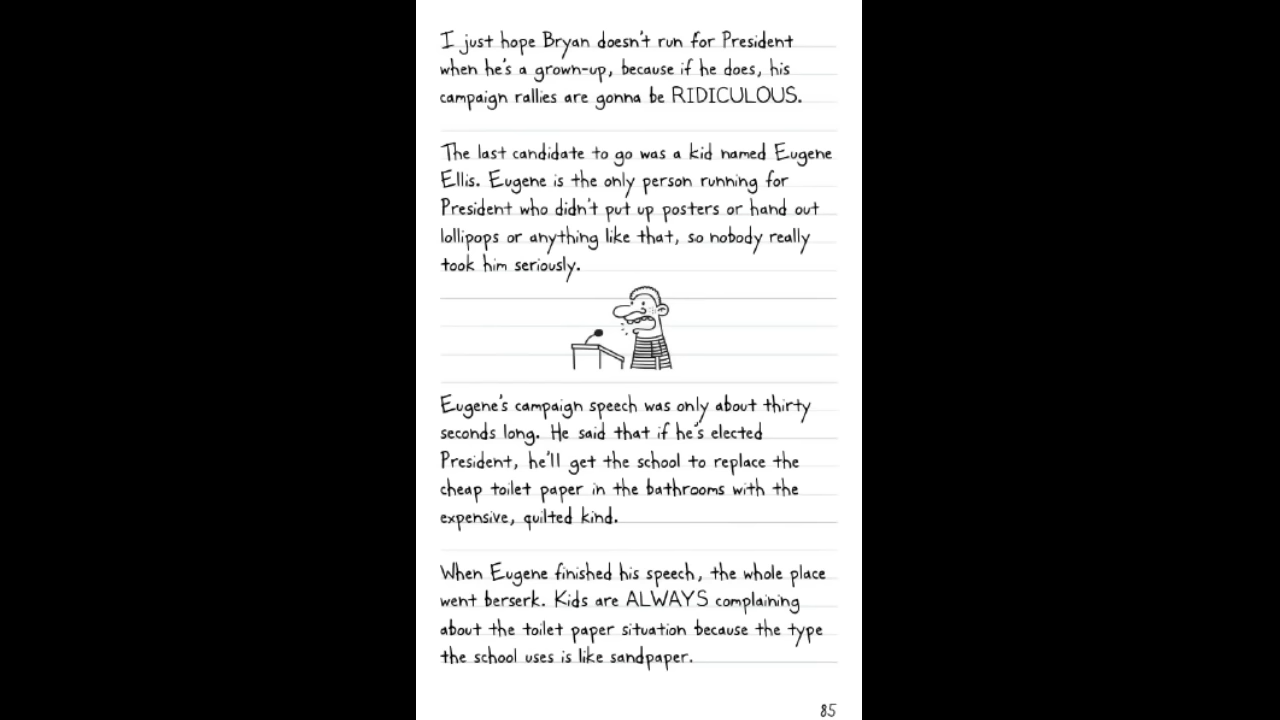 I just hope Bryan doesn't run for President
when he's a grown-up, because if he does, his
campaign rallies are gonna be RIDICULOUS.
The last candidate to go was a kid named Eugene
Ellis. Eugene is the only person running for
President who didn't put up posters or hand out
lollipops or anything like that, so nobody really
took him seriously.
Eugene's campaign speech was only about thirty
seconds long. He said that if he's elected
President, he'll get the school to replace the
cheap toilet paper in the bathrooms with the
expensive, quilted kind.
When Eugene finished his speech, the whole place
went berserk. Kids are ALWAYS complaining
about the toilet paper situation because the type
the school uses is like sandpaper.
85